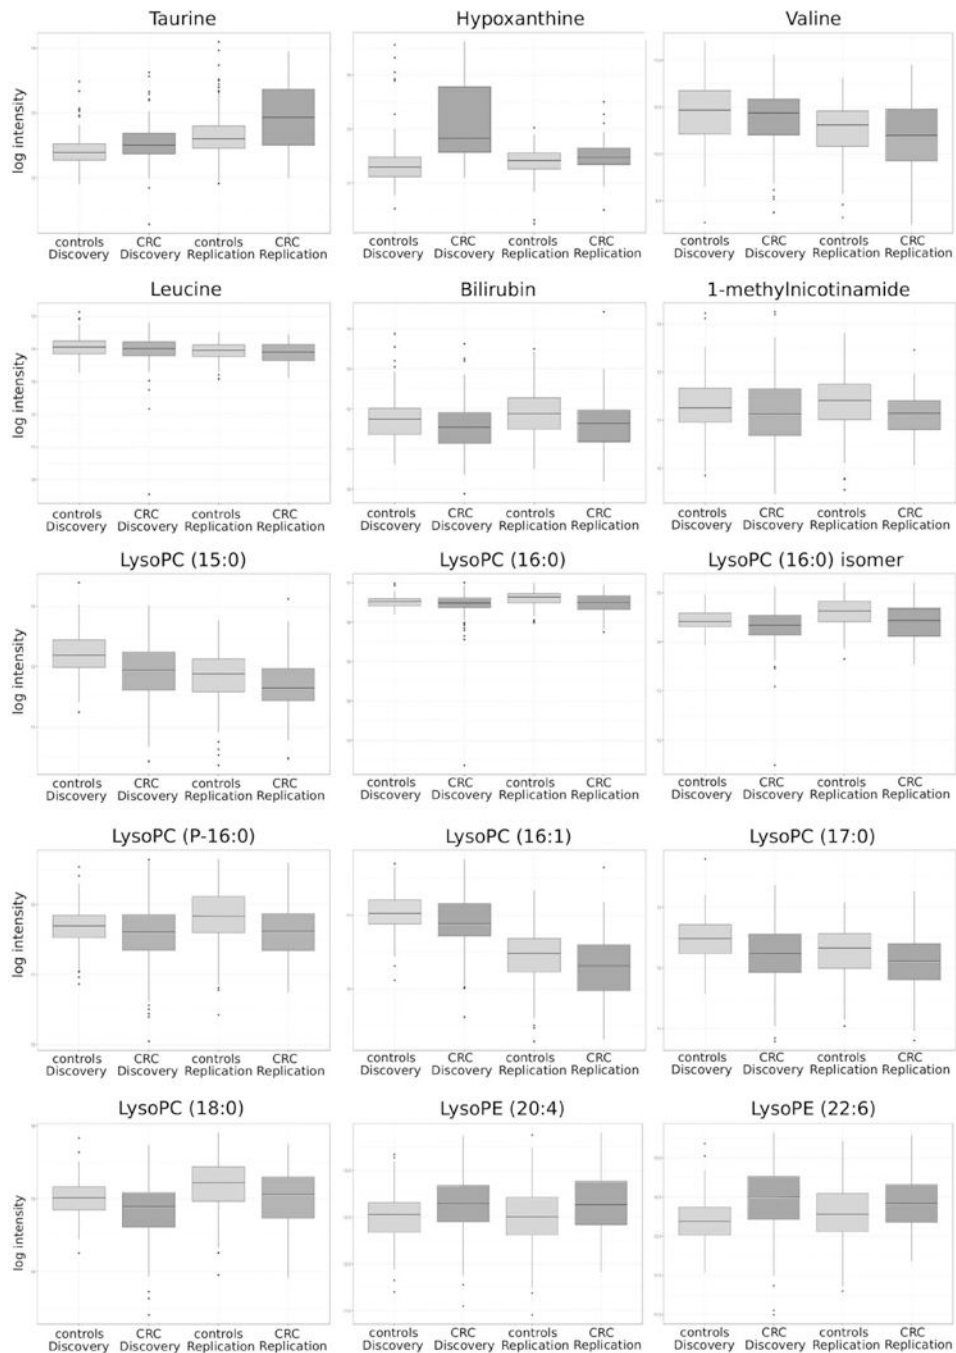 Taurine Hypoxanthine Valine
log intensity
controls CRC controls CRC controls CRC controls CRC controls CRC controls CRC
Discovery Discovery Replication Replication Discovery Discovery Replication Replication Discovery Discovery Replication Replication
Leucine Bilirubin 1-methylnicotinamide
log intensity
controls CRC controls CRC controls CRC controls CRC controls CRC controls CRC
Discovery Discovery Replication Replication Discovery Discovery Replication Replication Discovery Discovery Replication Replication
LysoPC (15:0) LysoPC (16:0) LysoPC (16:0) isomer
log intensity
controls CRC controls CRC controls CRC controls CRC controls CRC controls CRC
Discovery Discovery Replication Replication Discovery Discovery Replication Replication Discovery Discovery Replication Replication
LysoPC (P-16:0) LysoPC (16:1) LysoPC (17:0)
log intensity
controls CRC controls CRC controls CRC controls CRC controls CRC controls CRC
Discovery Discovery Replication Replication Discovery Discovery Replication Replication Discovery Discovery Replication Replication
LysoPC (18:0) LysoPE (20:4) LysoPE (22:6)
log intensity
controls CRC controls CRC controls CRC controls CRC controls CRC controls CRC
Discovery Discovery Replication Replication Discovery Discovery Replication Replication Discovery Discovery Replication Replication